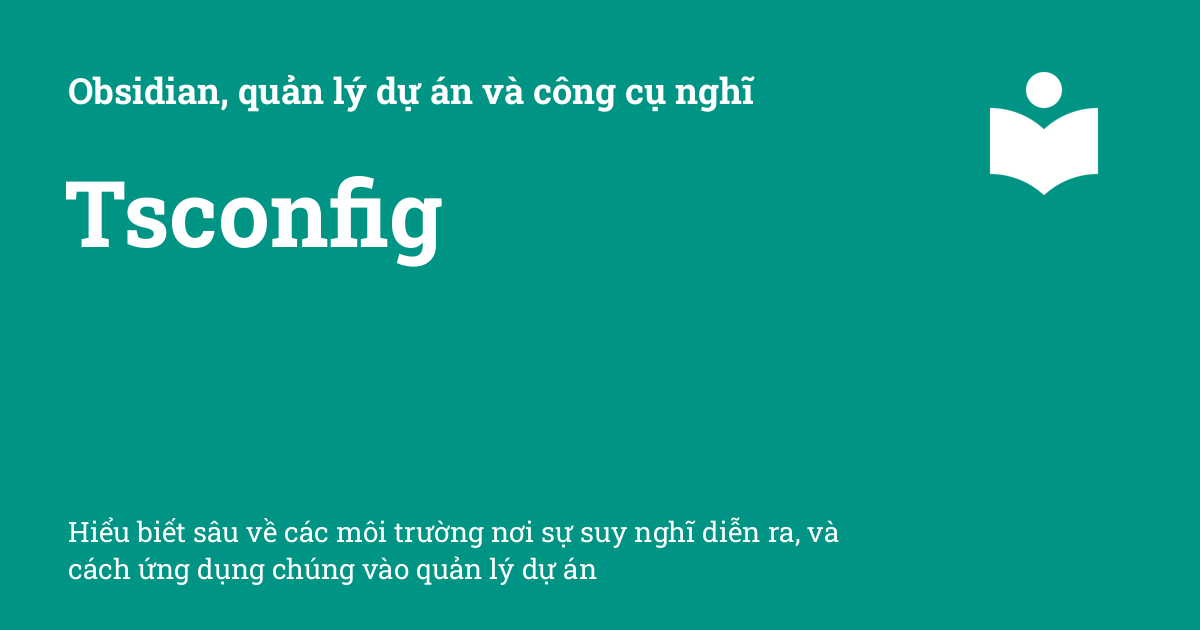 Obsidian, quản lý dự án và công cụ nghĩ
Tsconfig
Hiểu biết sâu về các môi trường nơi sự suy nghĩ diễn ra, và
cách ứng dụng chúng vào quản lý dự án